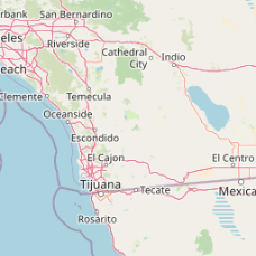 rbank
San Bernardino
eles
Riverside
Cathedral
City
Indio
each
Clemente
Temecula
Oceanside
Escondido
El Cajon
El Centro
Tijuana
Tecate
Mexica
Rosarito